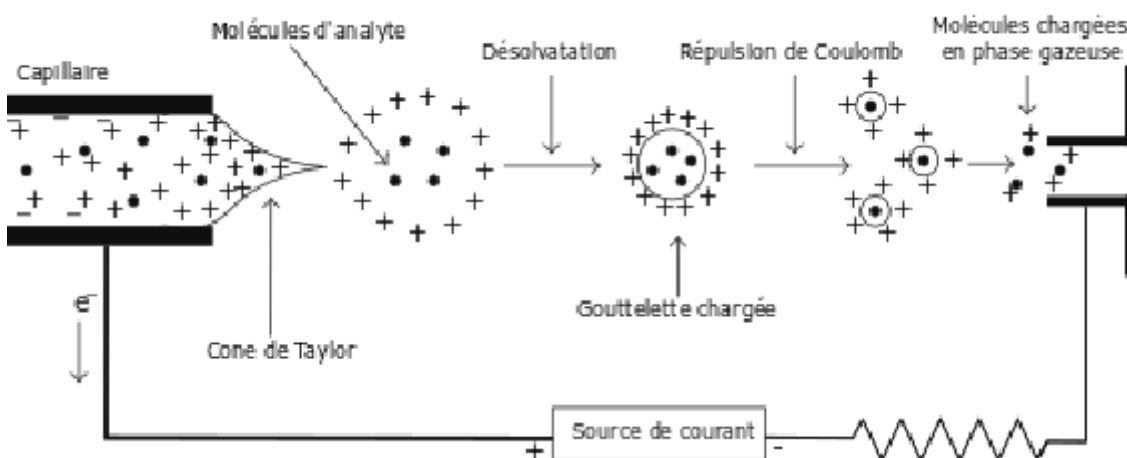 Molécules d'analyte
Désolvatation
Répulsion de Coulomb
Molécules chargées
en phase gazeuse
Capillaire
e-
Cone de Taylor
Gouttelette chargée
Source de courant
+
-